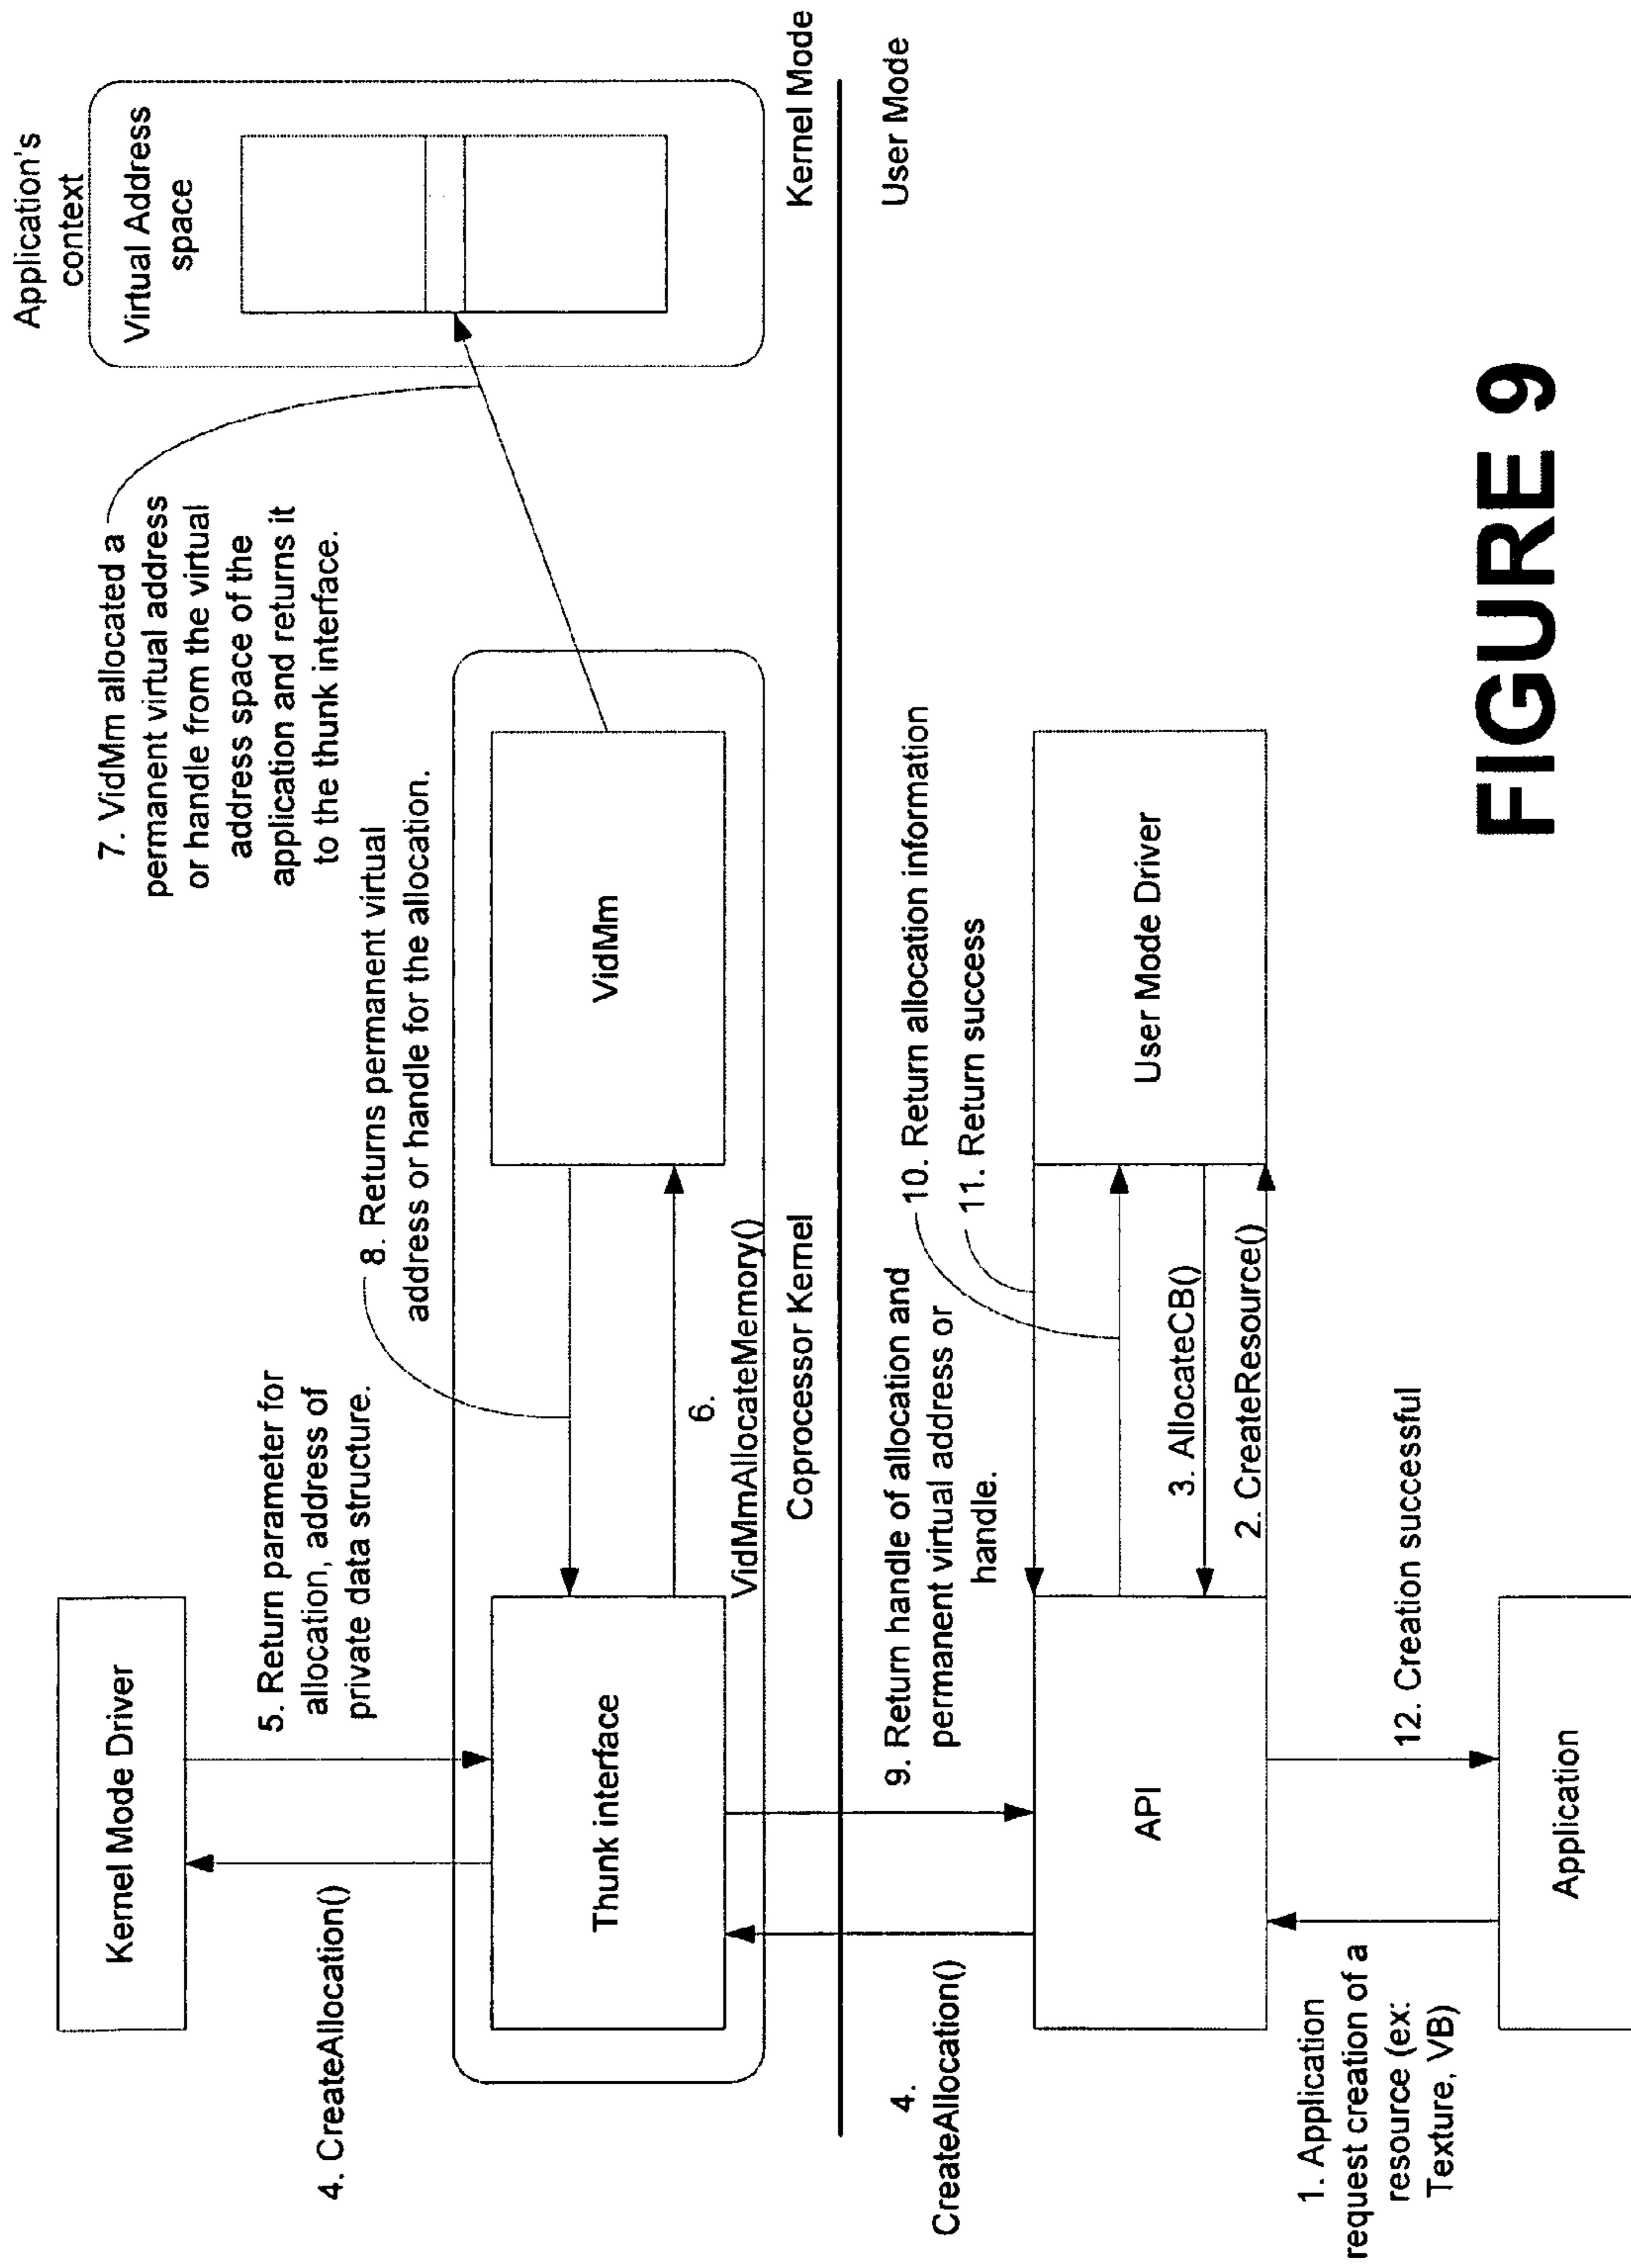 Application's
context
Virtual Address
space
7. VidMm allocated a
permanent virtual address
or handle from the virtual
address space of the
application and returns it
to the thunk interface.
8. Returns permanent virtual
address or handle for the allocation.
Kernel Mode Driver
5. Return parameter for
allocation, address of
private data structure.
4. CreateAllocation()
Thunk interface
VidMm
6.
VidMmAllocateMemory()
Coprocessor Kernel
Kernel Mode
User Mode
4.
CreateAllocation()
9. Return handle of allocation and
permanent virtual address or
handle.
10. Return allocation information
11. Return success
API
3. AllocateCB()
2. CreateResource()
User Mode Driver
1. Application
request creation of a
resource (ex:
Texture, VB)
12. Creation successful
Application
FIGURE 9